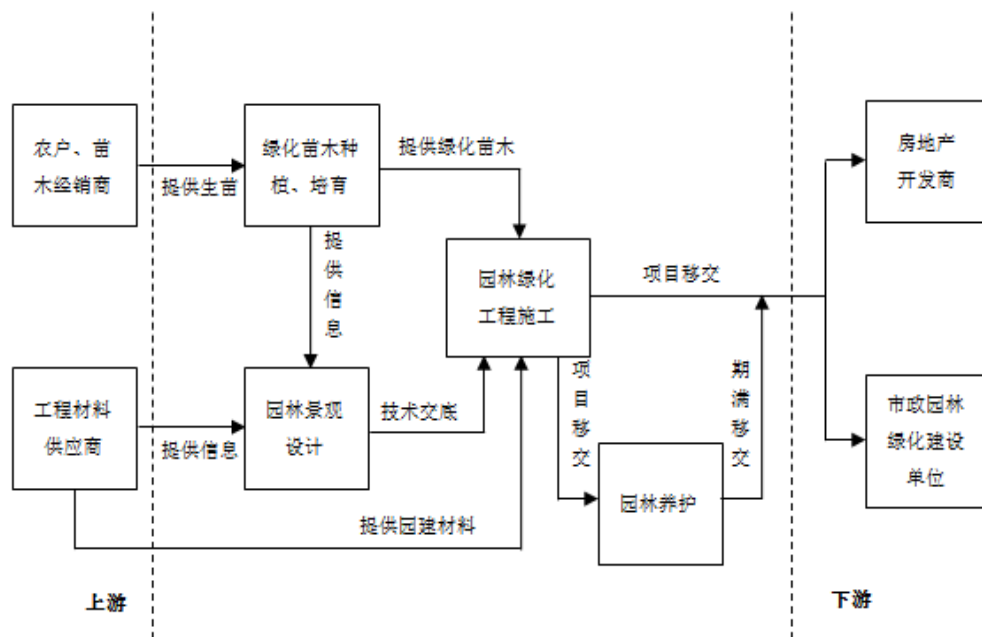 农户、苗
木经销商
提供生苗
绿化苗木种
植、培育
提供绿化苗木
房地产
开发商
提供信息
园林绿化
工程施工
项目移交
工程材料
供应商
提供信息
园林景观
设计
技术交底
项目移交
期满移交
市政园林
绿化建设
单位
园林养护
提供园建材料
上游
下游